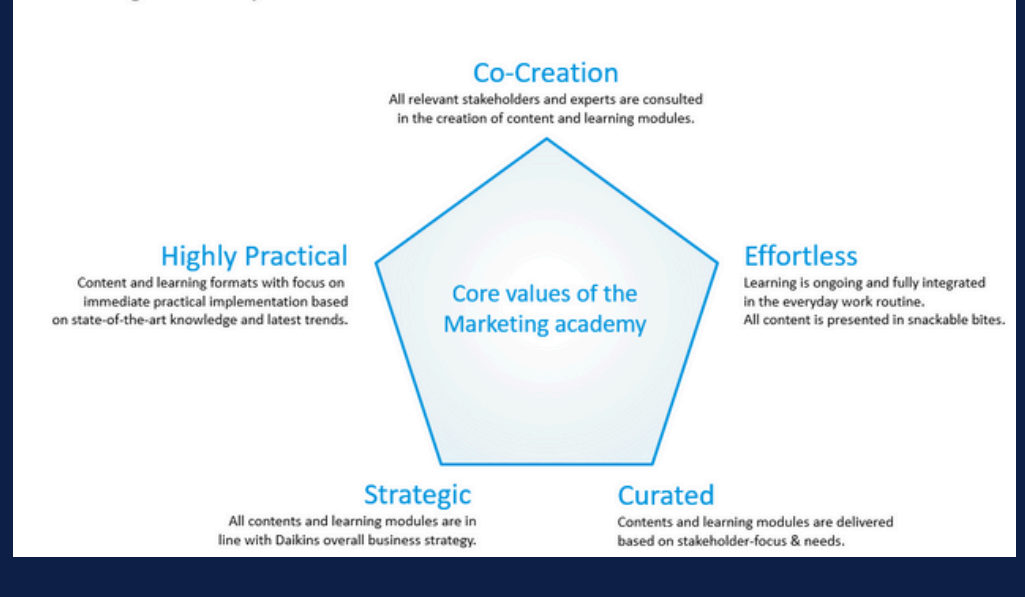 Co-Creation
All relevant stakeholders and experts are consulted
in the creation of content and learning modules.
Highly Practical
Content and learning formats with focus on
immediate practical implementation based
on state-of-the-art knowledge and latest trends.
Effortless
Learning is ongoing and fully integrated
in the everyday work routine.
All content is presented in snackable bites.
Core values of the
Marketing academy
Strategic
All contents and learning modules are in
line with Daikins overall business strategy.
Curated
Contents and learning modules are delivered
based on stakeholder-focus & needs.